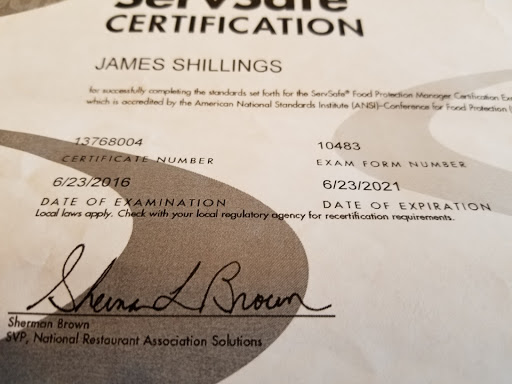 ServSafe
CERTIFICATION
JAMES SHILLINGS
for successfully completing the standards set forth for the ServSafe® Food Protection Manager Certification
which is accredited by the American National Standards Institute (ANSI)–Conference for Food Protection
13768004
CERTIFICATE NUMBER
10483
EXAM FORM NUMBER
6/23/2016
DATE OF EXAMINATION
6/23/2021
DATE OF EXPIRATION
Local laws apply. Check with your local regulatory agency for recertification requirements.
Sherman L Brown
Sherman Brown
SVP, National Restaurant Association Solutions